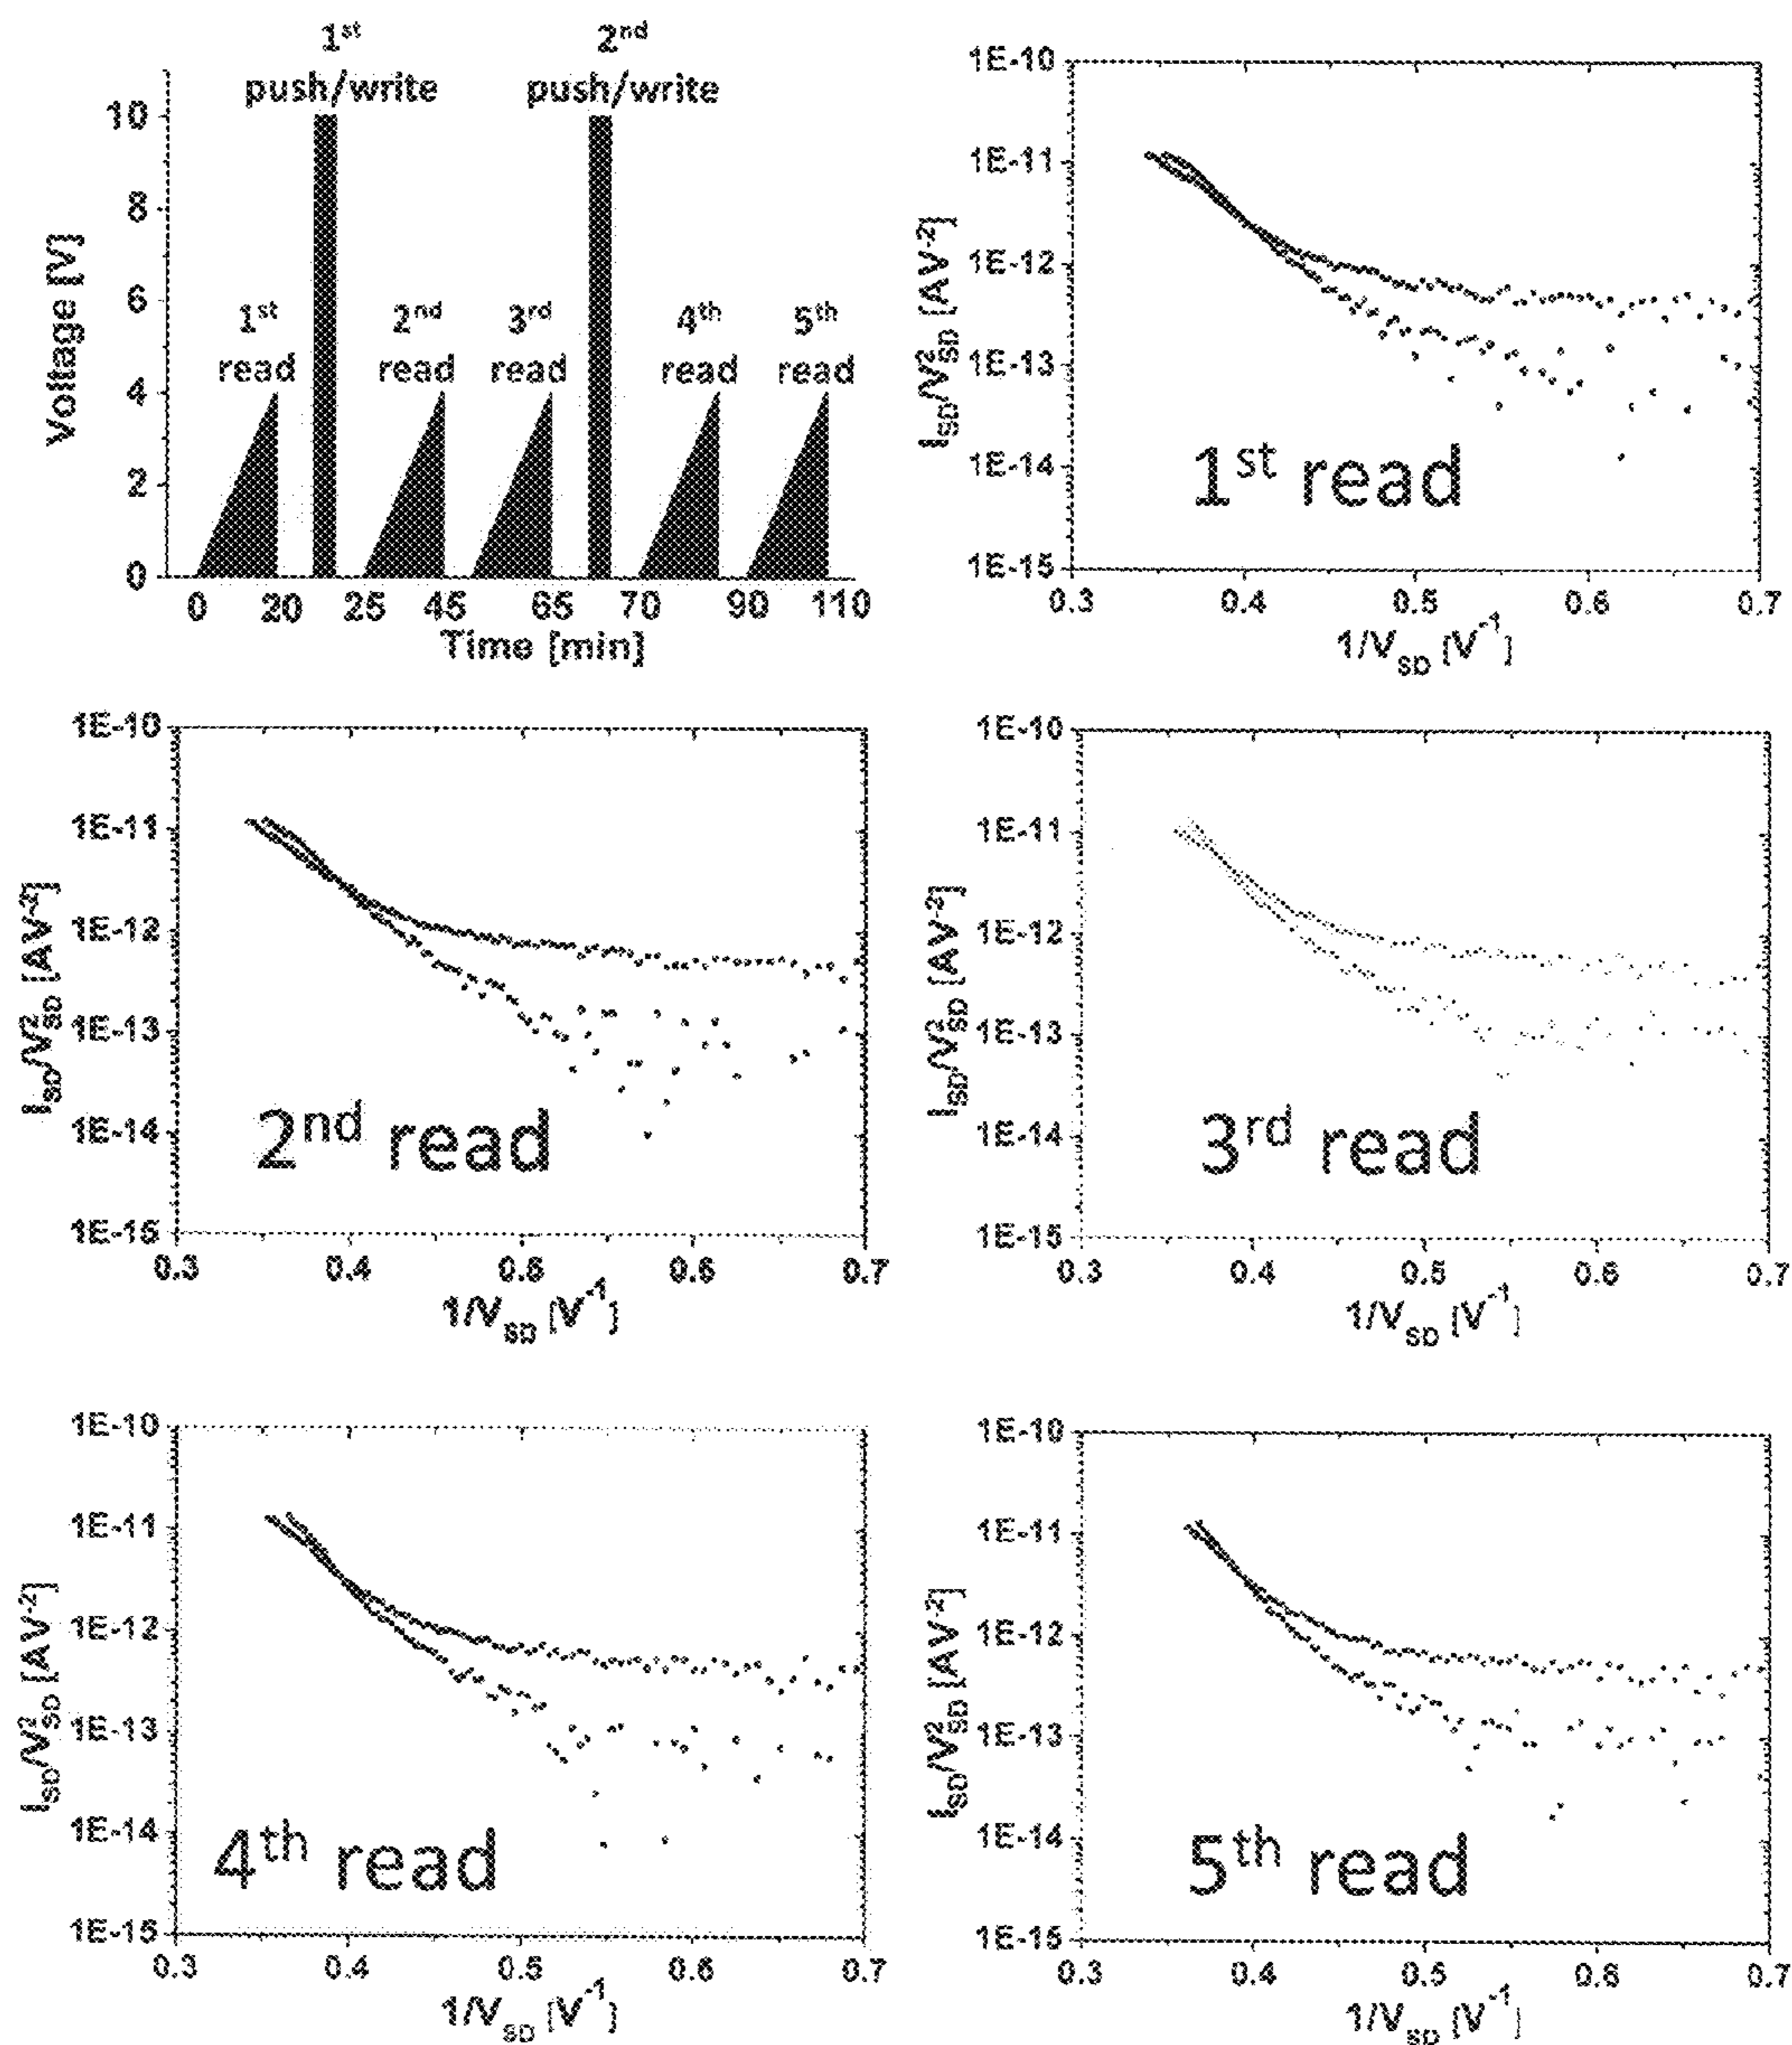 1st push/write
2nd push/write
Voltage [V]
10
8
6
4
2
0
1st read
2nd read
3rd read
4th read
5th read
0 20 25 45 65 70 90 110
Time [min]
ISD/V2SD [AV-2]
1E-10
1E-11
1E-12
1E-13
1E-14
1E-15
1st read
0.3 0.4 0.5 0.6 0.7
1/VSD [V-1]
ISD/V2SD [AV-2]
1E-10
1E-11
1E-12
1E-13
1E-14
1E-15
2nd read
0.3 0.4 0.5 0.6 0.7
1/VSD [V-1]
ISD/V2SD [AV-2]
1E-10
1E-11
1E-12
1E-13
1E-14
1E-15
3rd read
0.3 0.4 0.5 0.6 0.7
1/VSD [V-1]
ISD/V2SD [AV-2]
1E-10
1E-11
1E-12
1E-13
1E-14
1E-15
4th read
0.3 0.4 0.5 0.6 0.7
1/VSD [V-1]
ISD/V2SD [AV-2]
1E-10
1E-11
1E-12
1E-13
1E-14
1E-15
5th read
0.3 0.4 0.5 0.6 0.7
1/VSD [V-1]